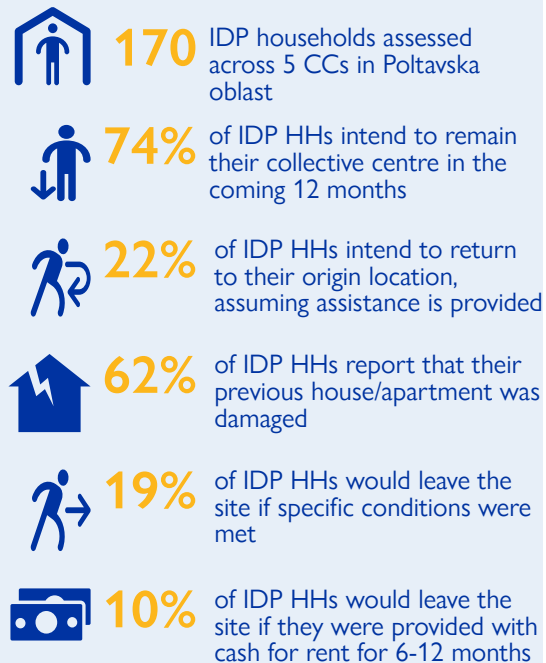 170 IDP households assessed
across 5 CCs in Poltavska
oblast
74% of IDP HHs intend to remain
their collective centre in the
coming 12 months
22% of IDP HHs intend to return
to their origin location,
assuming assistance is provided
62% of IDP HHs report that their
previous house/apartment was
damaged
19% of IDP HHs would leave the
site if specific conditions were
met
10% of IDP HHs would leave the
site if they were provided with
cash for rent for 6-12 months